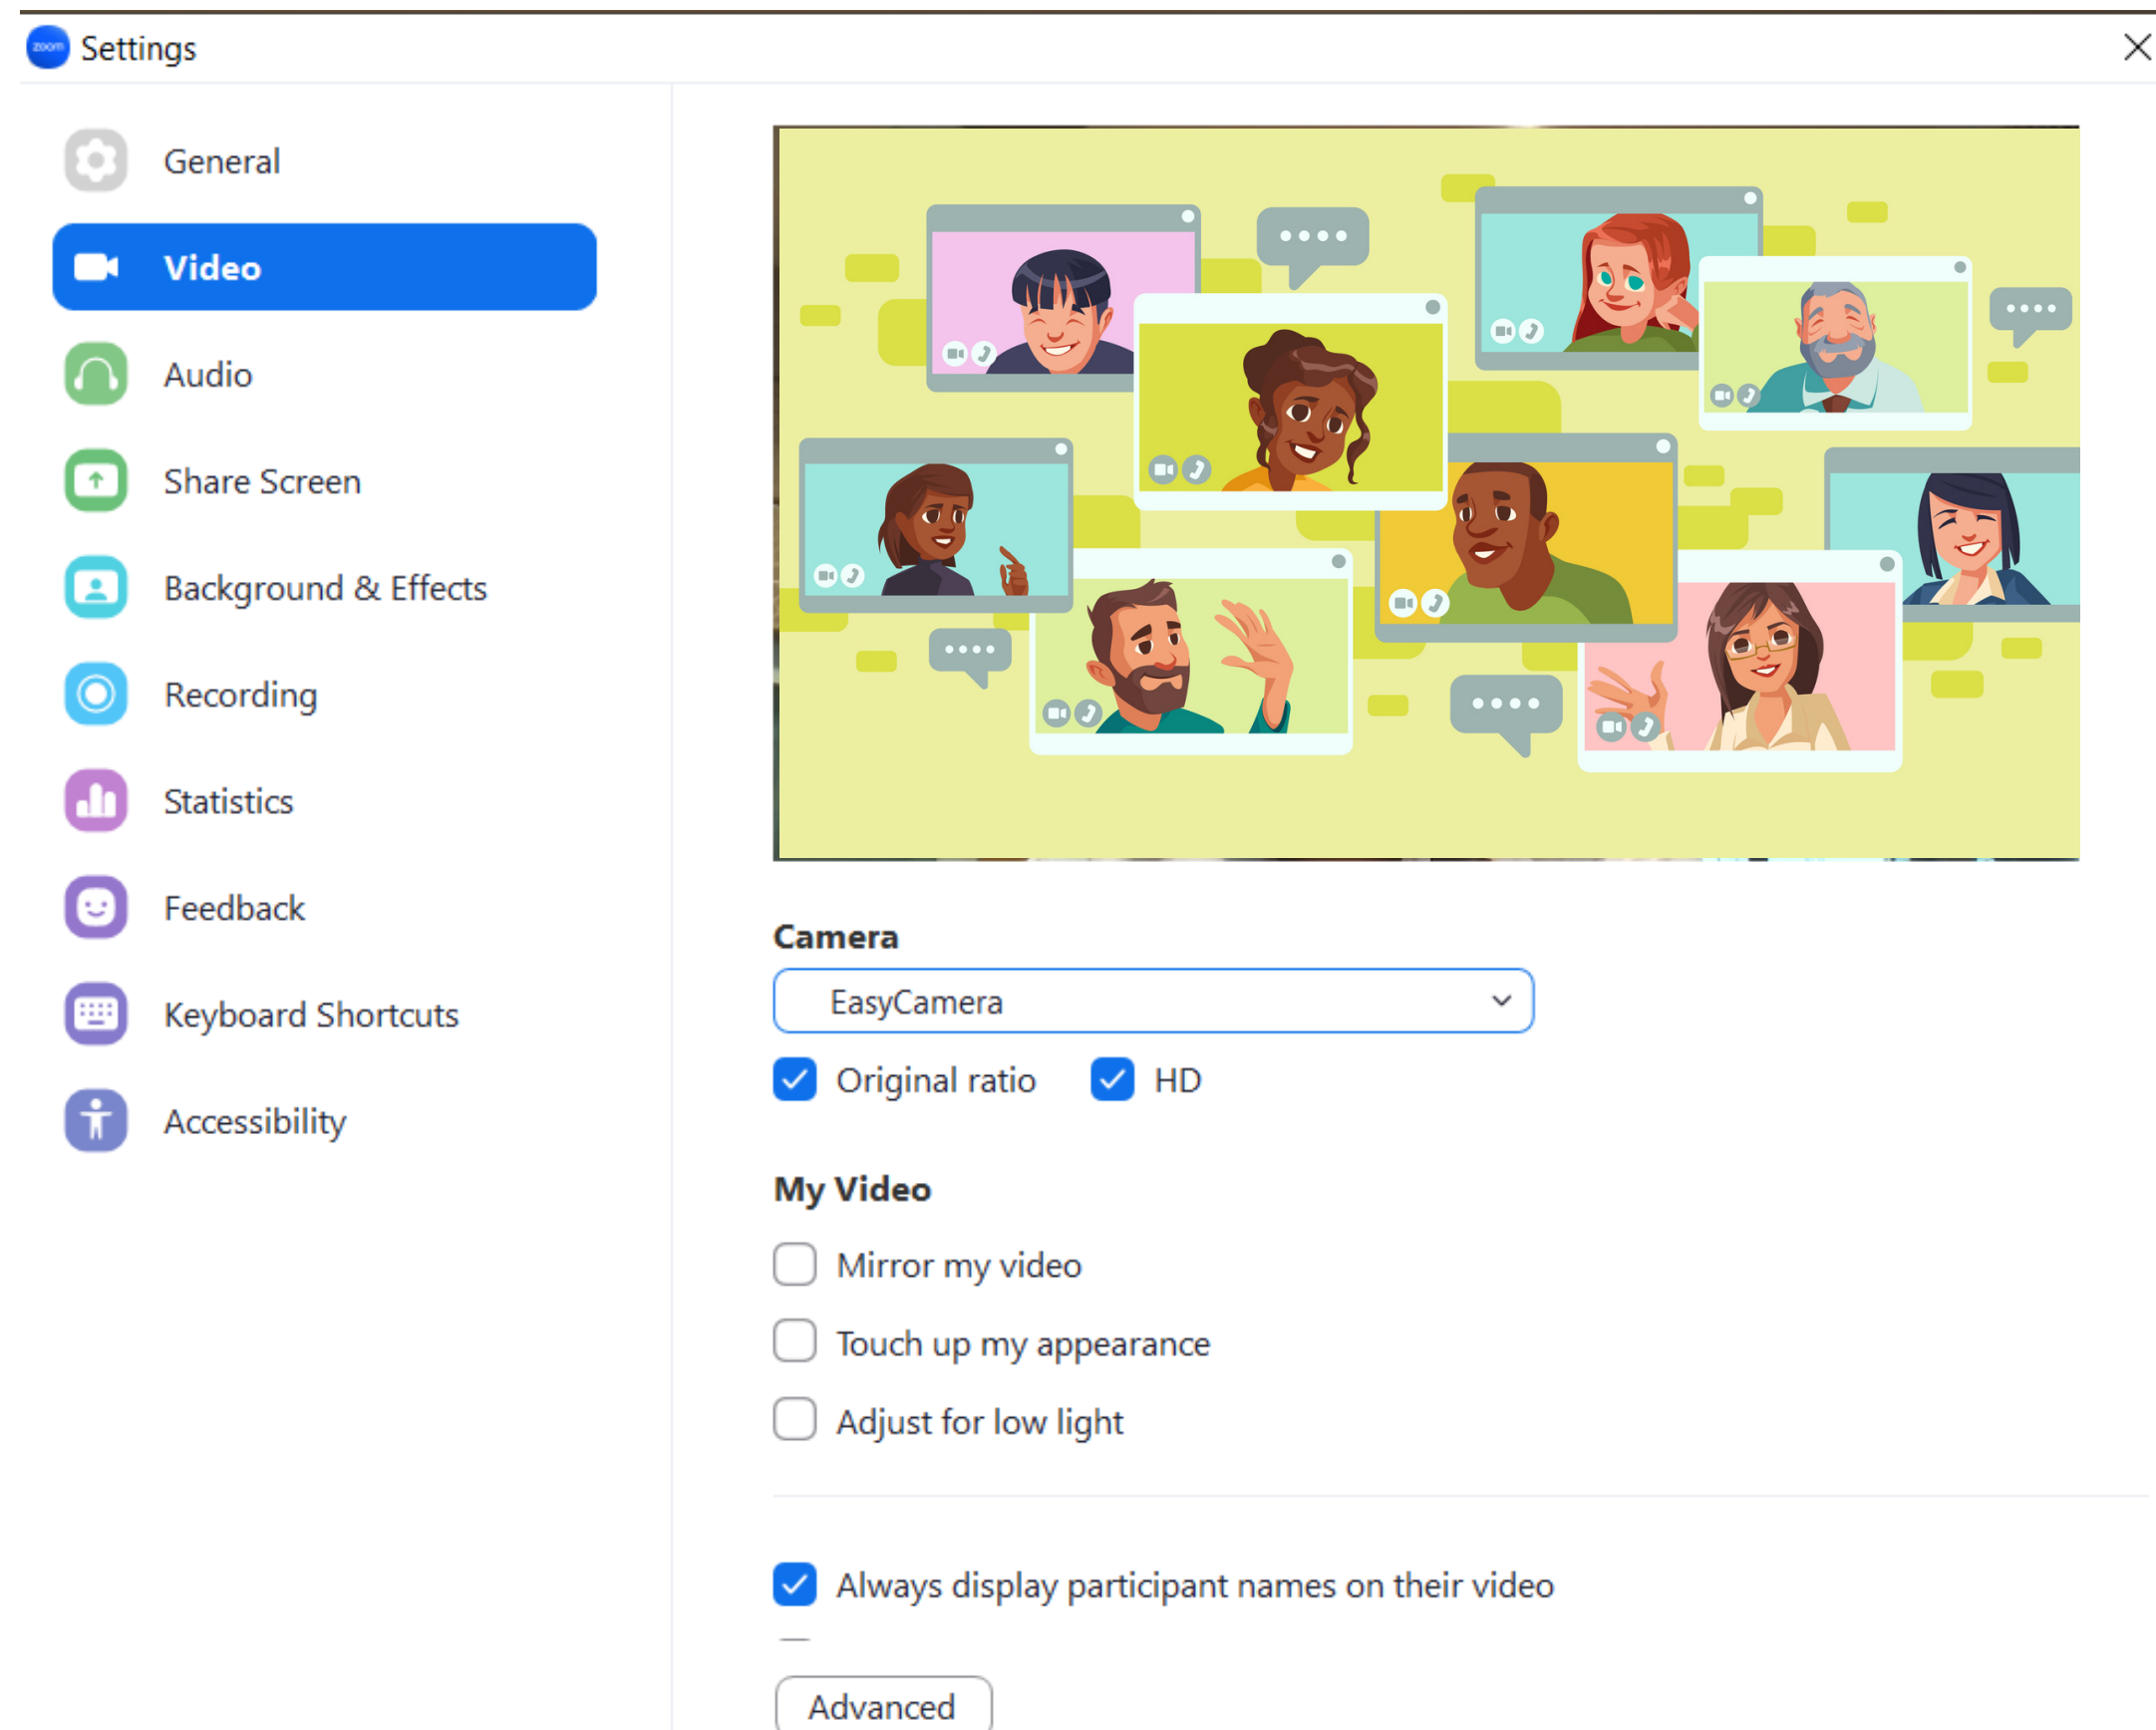 zoom Settings
General
Video
Audio
Share Screen
Background & Effects
Recording
Statistics
Feedback
Keyboard Shortcuts
Accessibility
Camera
EasyCamera
Original ratio HD
My Video
Mirror my video
Touch up my appearance
Adjust for low light
Always display participant names on their video
Advanced